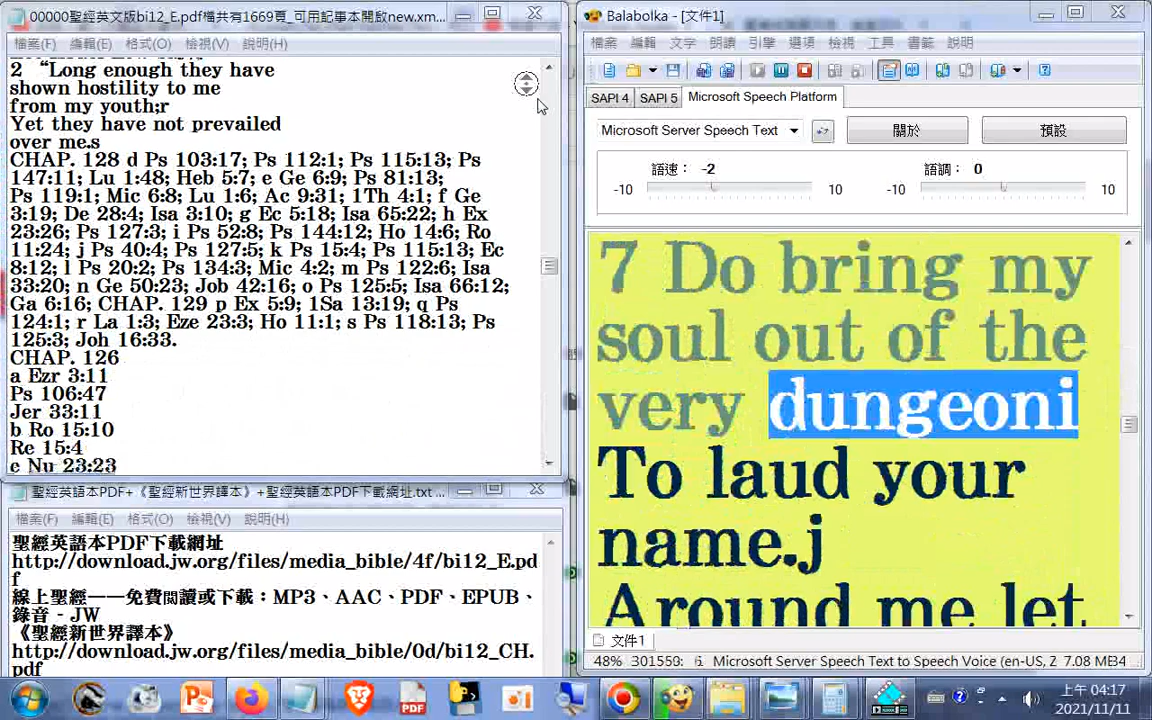 00000聖經英文版bi12_E.pdf檔共有1669頁_可用記事本開啟new.xm...
檔案(F) 編輯(E) 格式(O) 檢視(V) 說明(H)
2 “Long enough they have
shown hostility to me
from my youth;r
Yet they have not prevailed
over me.s
CHAP. 128 d Ps 103:17; Ps 112:1; Ps 115:13; Ps
147:11; Lu 1:48; Heb 5:7; e Ge 6:9; Ps 81:13;
Ps 119:1; Mic 6:8; Lu 1:6; Ac 9:31; 1Th 4:1; f Ge
3:19; De 28:4; Isa 3:10; g Ec 5:18; Isa 65:22; h Ex
23:26; Ps 127:3; i Ps 52:8; Ps 144:12; Ho 14:6; Ro
11:24; j Ps 40:4; Ps 127:5; k Ps 15:4; Ps 115:13; Ec
8:12; l Ps 20:2; Ps 134:3; Mic 4:2; m Ps 122:6; Isa
33:20; n Ge 50:23; Job 42:16; o Ps 125:5; Isa 66:12;
Ga 6:16; CHAP. 129 p Ex 5:9; 1Sa 13:19; q Ps
124:1; r La 1:3; Eze 23:3; Ho 11:1; s Ps 118:13; Ps
125:3; Joh 16:33.
CHAP. 126
a Ezr 3:11
Ps 106:47
Jer 33:11
b Ro 15:10
Re 15:4
c Nu 23:23
聖經英語本PDF+《聖經新世界譯本》+聖經英語本PDF下載網址.txt ...
檔案(F) 編輯(E) 格式(O) 檢視(V) 說明(H)
聖經英語本PDF下載網址
http://download.jw.org/files/media_bible/4f/bi12_E.pd
f
線上聖經——免費閱讀或下載：MP3、AAC、PDF、EPUB、
錄音 - JW
《聖經新世界譯本》
http://download.jw.org/files/media_bible/0d/bi12_CH.
pdf
Balabolka - [文件1]
檔案 編輯 文字 朗讀 引擎 選項 檢視 工具 書籤 說明
SAPI 4 SAPI 5 Microsoft Speech Platform
Microsoft Server Speech Text 關於 預設
語速： -2 語調： 0
-10 10 -10 10
7 Do bring my
soul out of the
very dungeoni
To laud your
name.j
Around me let
文件1
48% Microsoft Server Speech Text to Speech Voice (en-US, Z 7.08 MB
上午 04:17
2021/11/11